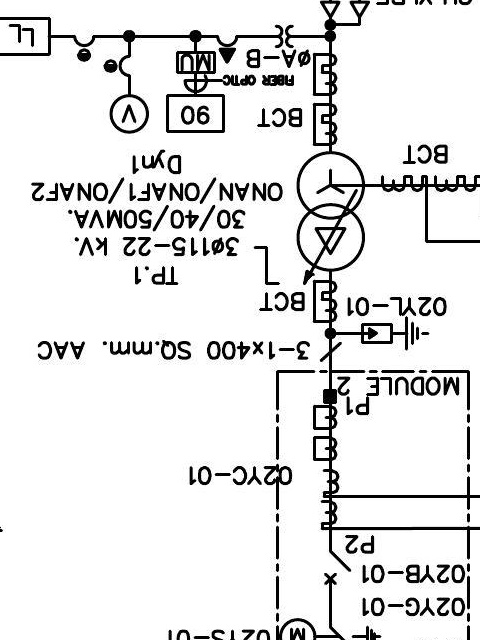 M
02YS-01
02YG-01
02YB-01
P2
02YC-01
P1
MODULE 2
3-1x400 SQ.mm. AAC
02YL-01
BCT
TP.1
3ø115-22 kV.
30/40/50MVA.
ONAN/ONAF1/ONAF2
Dyn1
BCT
BCT
90
V
FIBER OPTIC
MU
øA-B